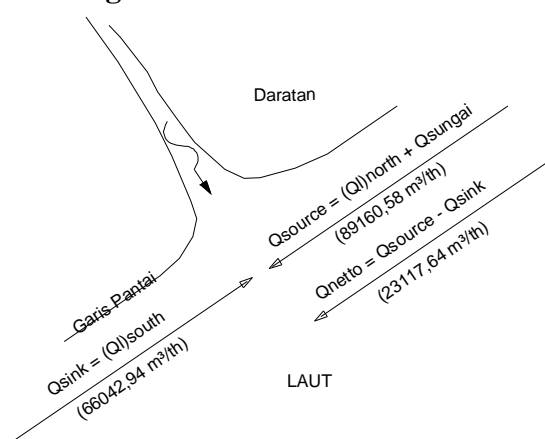 Daratan
Qsource = (Ql)north + Qsungai
(89160,58 m³/th)
Qnetto = Qsource - Qsink
(23117,64 m³/th)
Garis Pantai
Qsink = (Ql)south
(66042,94 m³/th)
LAUT